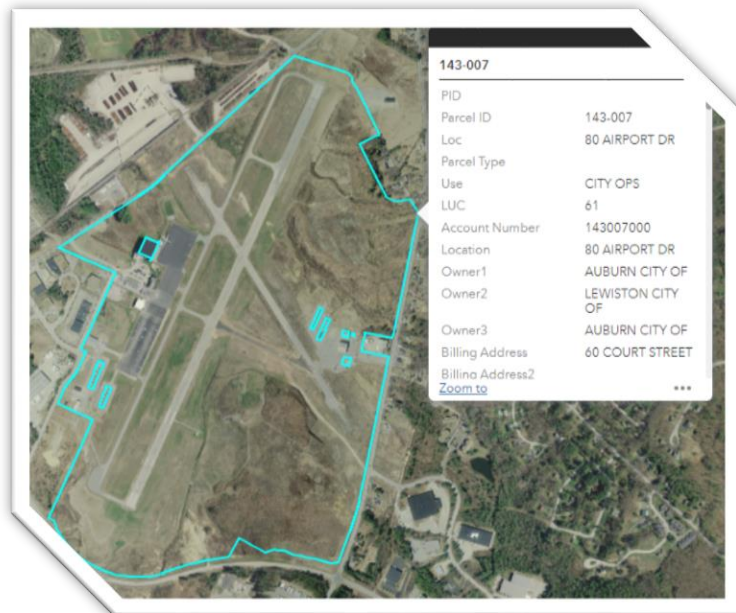 143-007
PID
Parcel ID 143-007
Loc 80 AIRPORT DR
Parcel Type
Use CITY OPS
LUC 61
Account Number 143007000
Location 80 AIRPORT DR
Owner1 AUBURN CITY OF
Owner2 LEWISTON CITY
OF
Owner3 AUBURN CITY OF
Billing Address 60 COURT STREET
Billing Address2
Zoom to